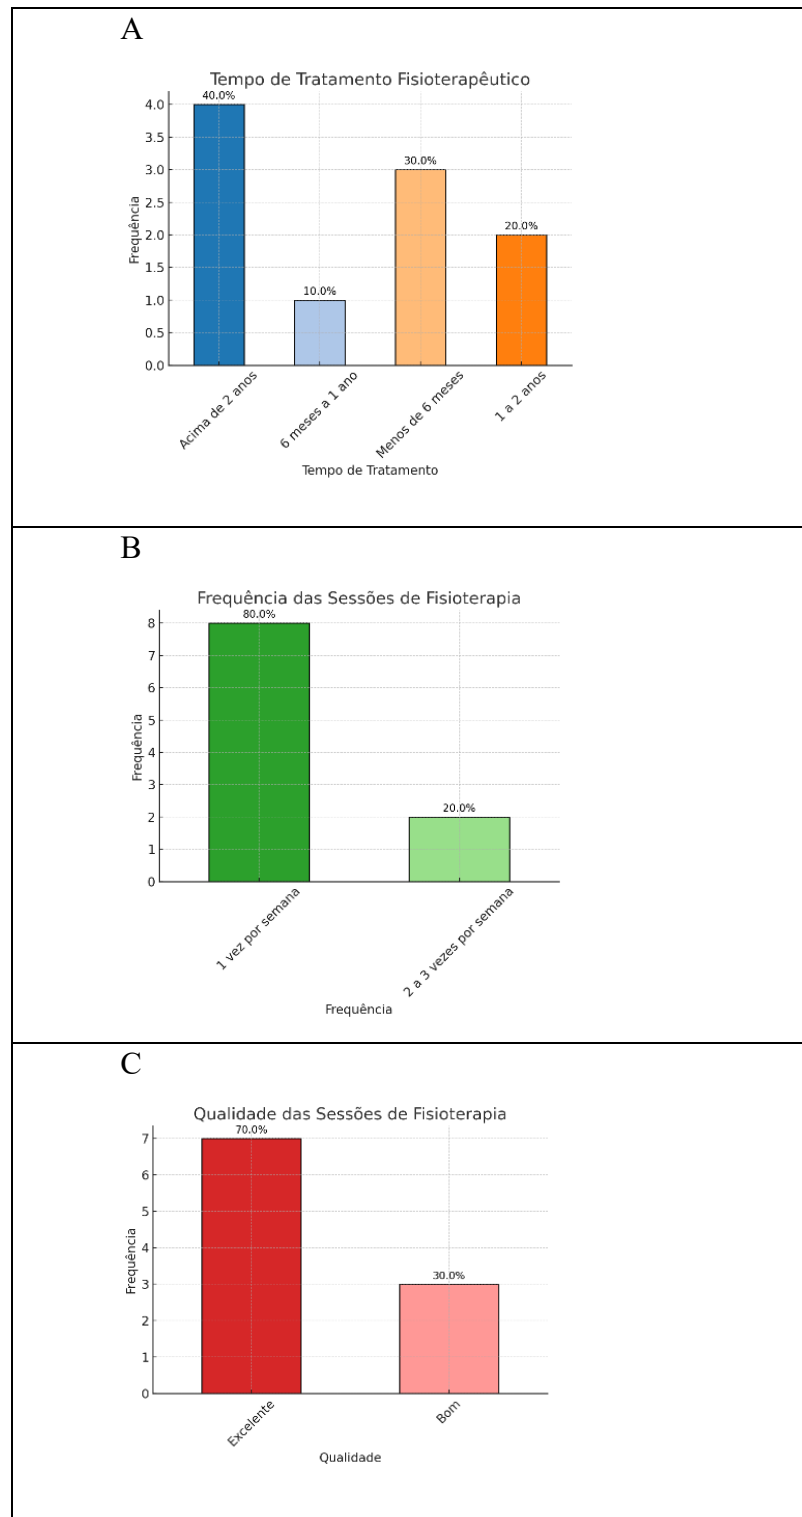 A
Tempo de Tratamento Fisioterapêutico
40.0%
10.0%
30.0%
20.0%
4.0
3.5
3.0
2.5
2.0
1.5
1.0
0.5
0.0
Frequência
Acima de 2 anos
6 meses a 1 ano
Menos de 6 meses
1 a 2 anos
Tempo de Tratamento
B
Frequência das Sessões de Fisioterapia
80.0%
20.0%
8
7
6
5
4
3
2
1
0
Frequência
1 vez por semana
2 a 3 vezes por semana
Frequência
C
Qualidade das Sessões de Fisioterapia
70.0%
30.0%
7
6
5
4
3
2
1
0
Frequência
Excelente
Bom
Qualidade